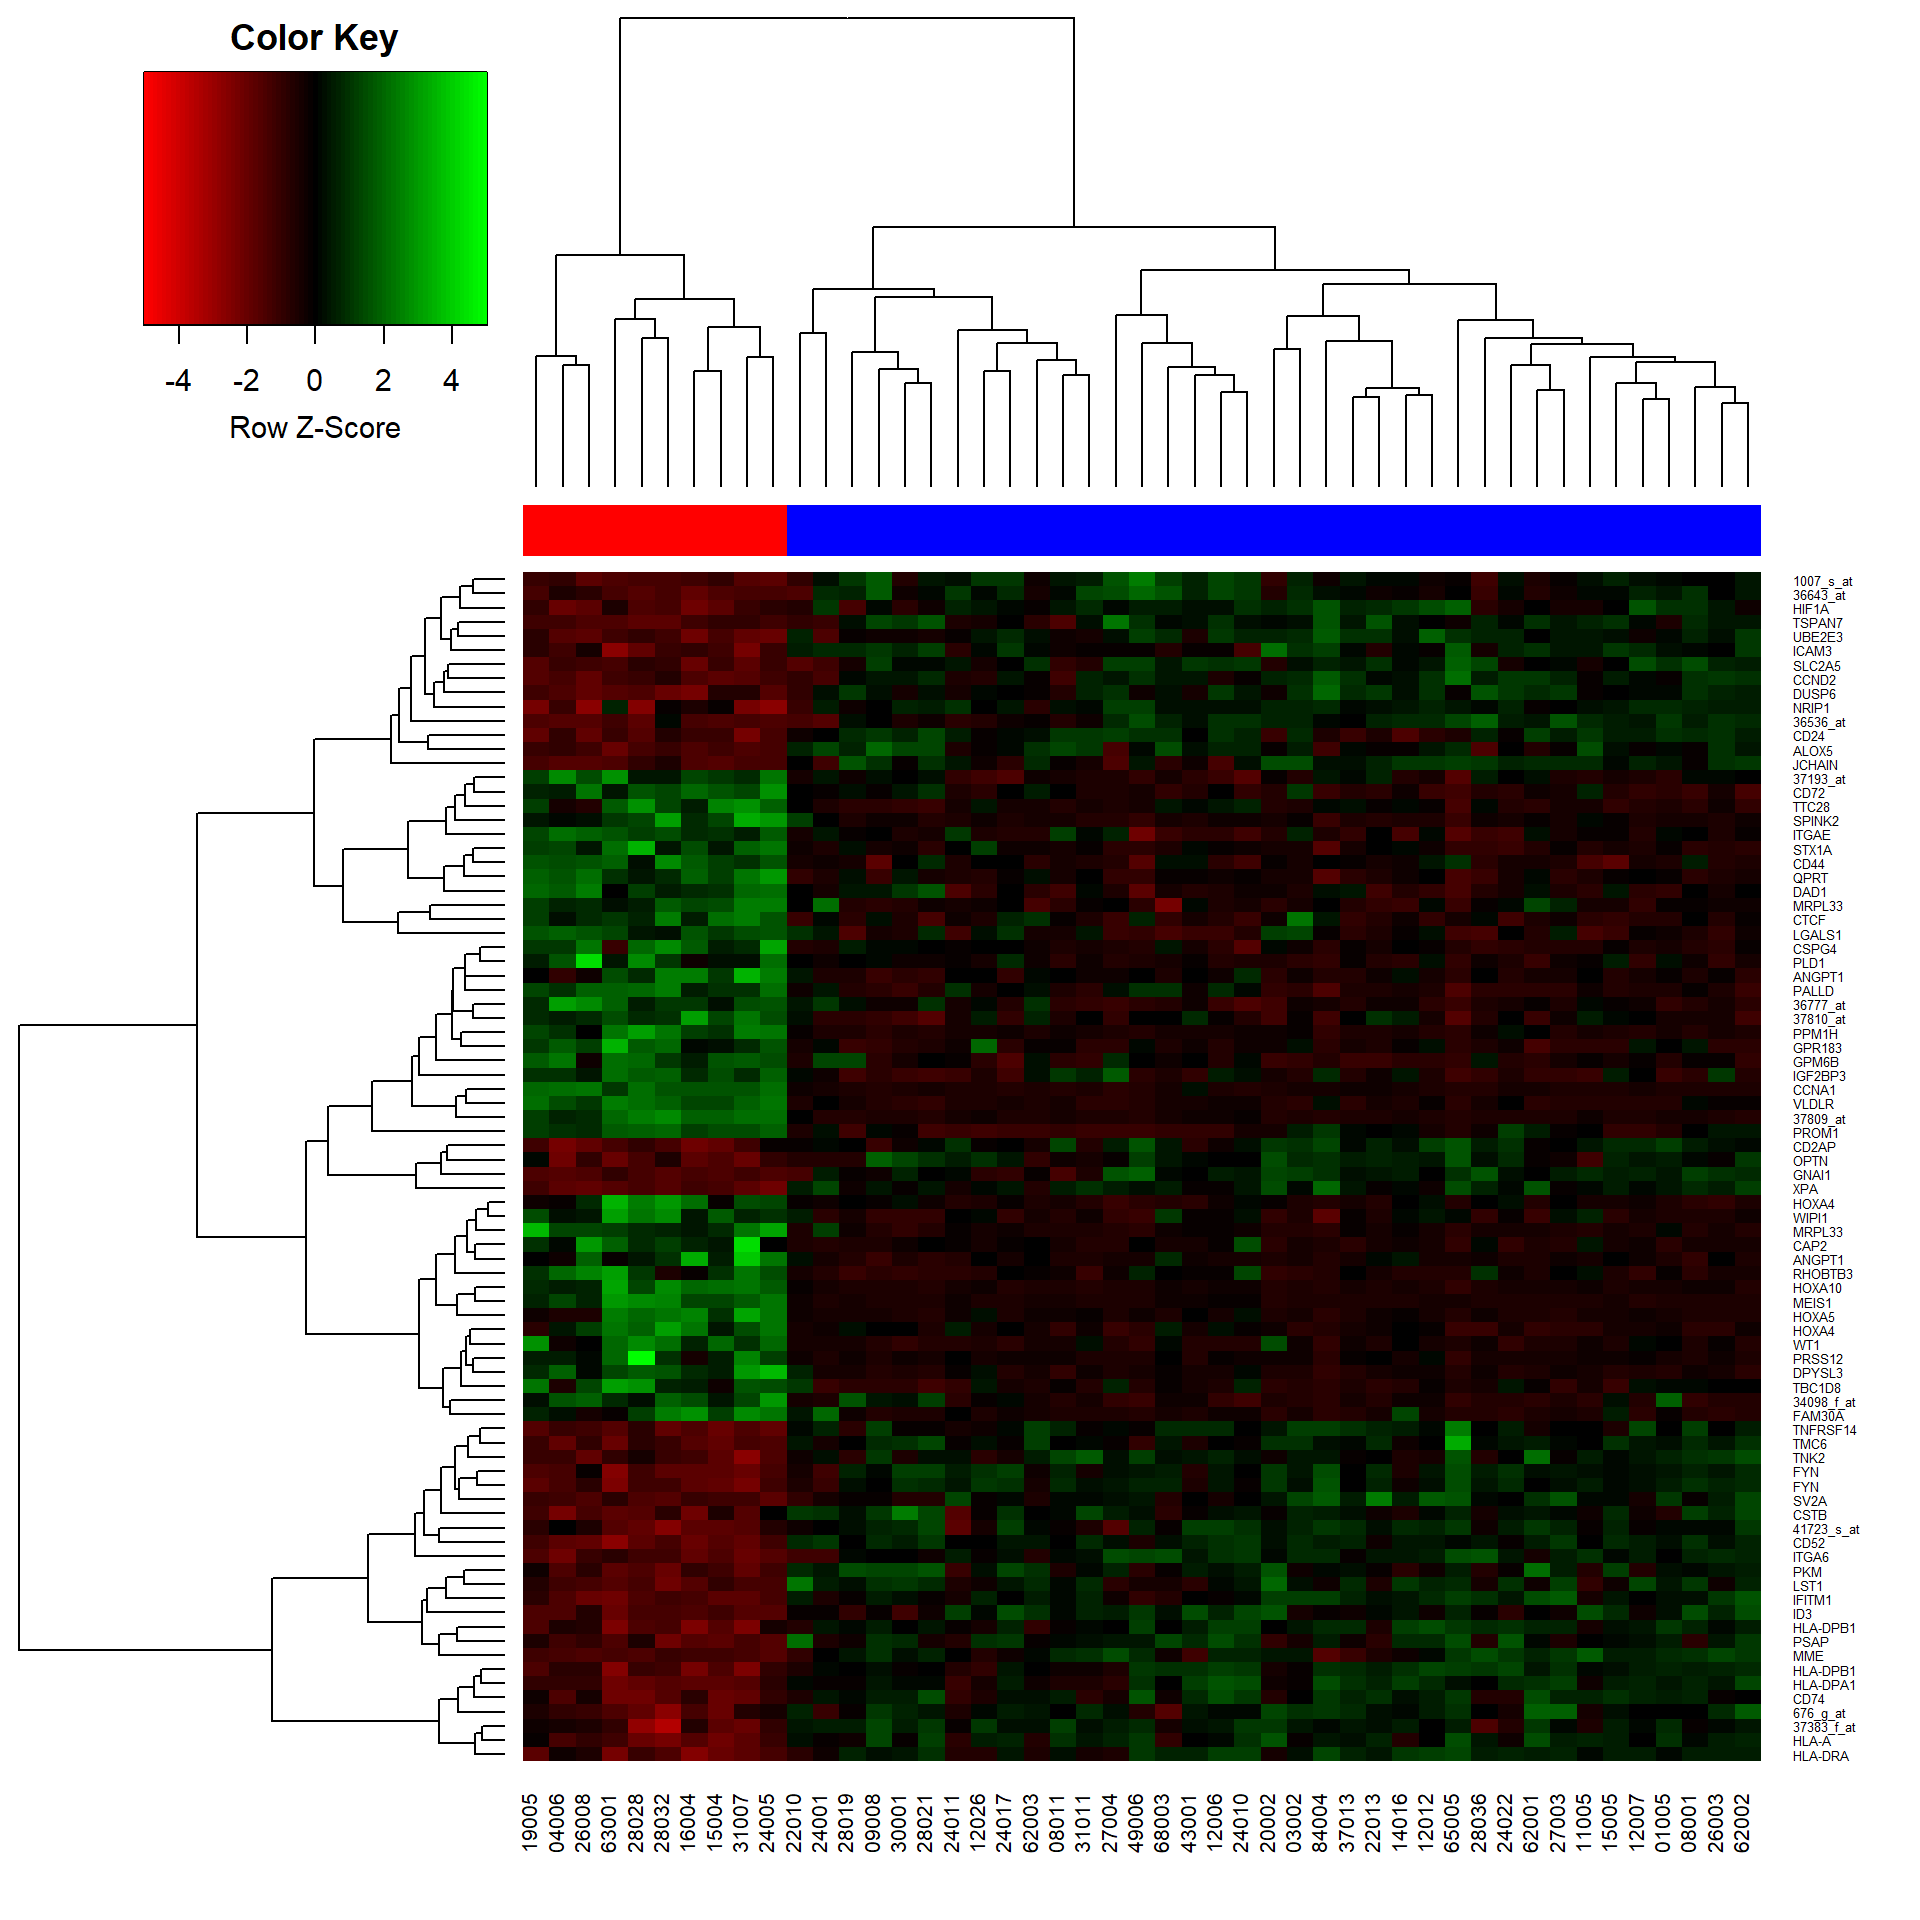 Color Key
-4 -2 0 2 4
Row Z-Score
1007_s_at
36643_at
HIF1A
TSPAN7
UBE2E3
ICAM3
SLC2A5
CCND2
DUSP6
NRIP1
36536_at
CD24
ALOX5
JCHAIN
37193_at
CD72
TTC28
SPINK2
ITGAE
STX1A
CD44
QPRT
DAD1
MRPL33
CTCF
LGALS1
CSPG4
PLD1
ANGPT1
PALLD
36777_at
37810_at
PPM1H
GPR183
GPM6B
IGF2BP3
CCNA1
VLDLR
37809_at
PROM1
CD2AP
OPTN
GNAI1
XPA
HOXA4
WIPI1
MRPL33
CAP2
ANGPT1
RHOBTB3
HOXA10
MEIS1
HOXA5
HOXA4
WT1
PRSS12
DPYSL3
TBC1D8
34098_f_at
FAM30A
TNFRSF14
TMC6
TNK2
FYN
FYN
SV2A
CSTB
41723_s_at
CD52
ITGA6
PKM
LST1
IFITM1
ID3
HLA-DPB1
PSAP
MME
HLA-DPB1
HLA-DPA1
CD74
676_g_at
37383_f_at
HLA-A
HLA-DRA
19005
04006
26008
63001
28028
28032
16004
15004
31007
24005
22010
24001
28019
09008
30001
28021
24011
12026
24017
62003
08011
31011
27004
49006
68003
43001
12006
24010
20002
03002
84004
37013
22013
14016
12012
65005
28036
24022
62001
27003
11005
15005
12007
01005
08001
26003
62002